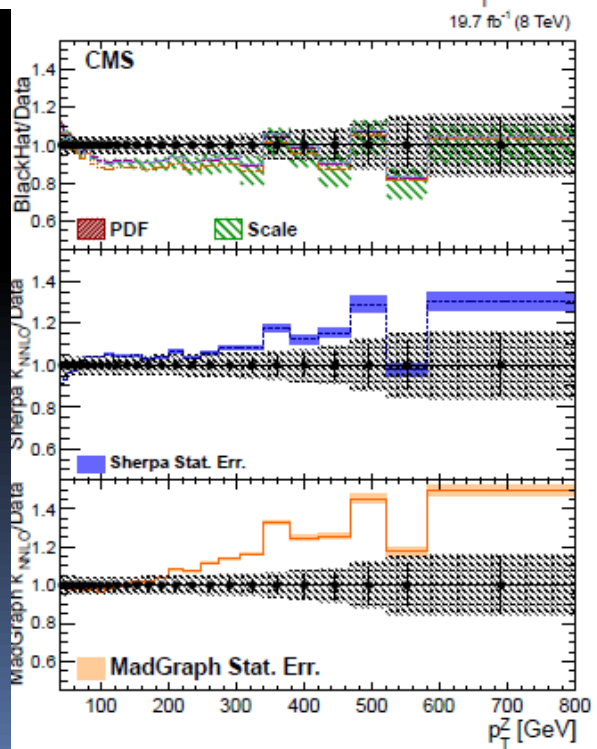 19.7 fb⁻¹ (8 TeV)
CMS
BlackHat/Data
1.4
1.2
1.0
0.8
0.6
PDF
Scale
Sherpa K_NNLO/Data
1.4
1.2
1.0
0.8
0.6
Sherpa Stat. Err.
MadGraph K_NNLO/Data
1.4
1.2
1.0
0.8
0.6
MadGraph Stat. Err.
100 200 300 400 500 600 700 800
p_T^Z [GeV]